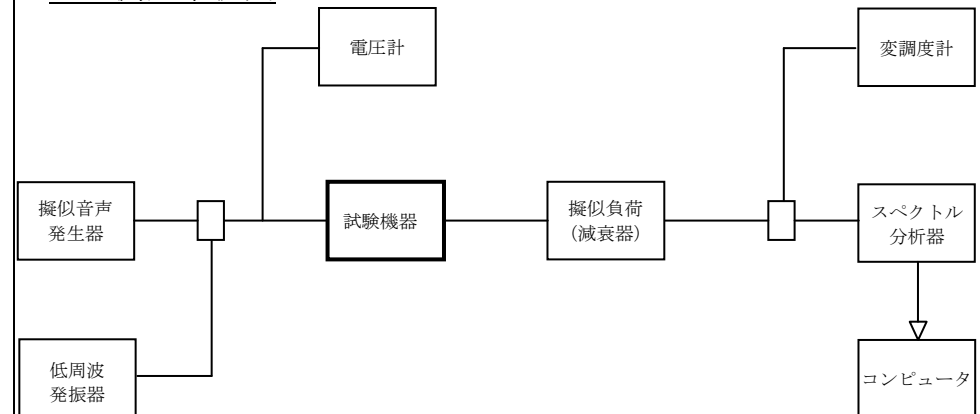 電圧計
変調度計
擬似音声
発生器
試験機器
擬似負荷
(減衰器)
スペクトル
分析器
低周波
発振器
コンピュータ